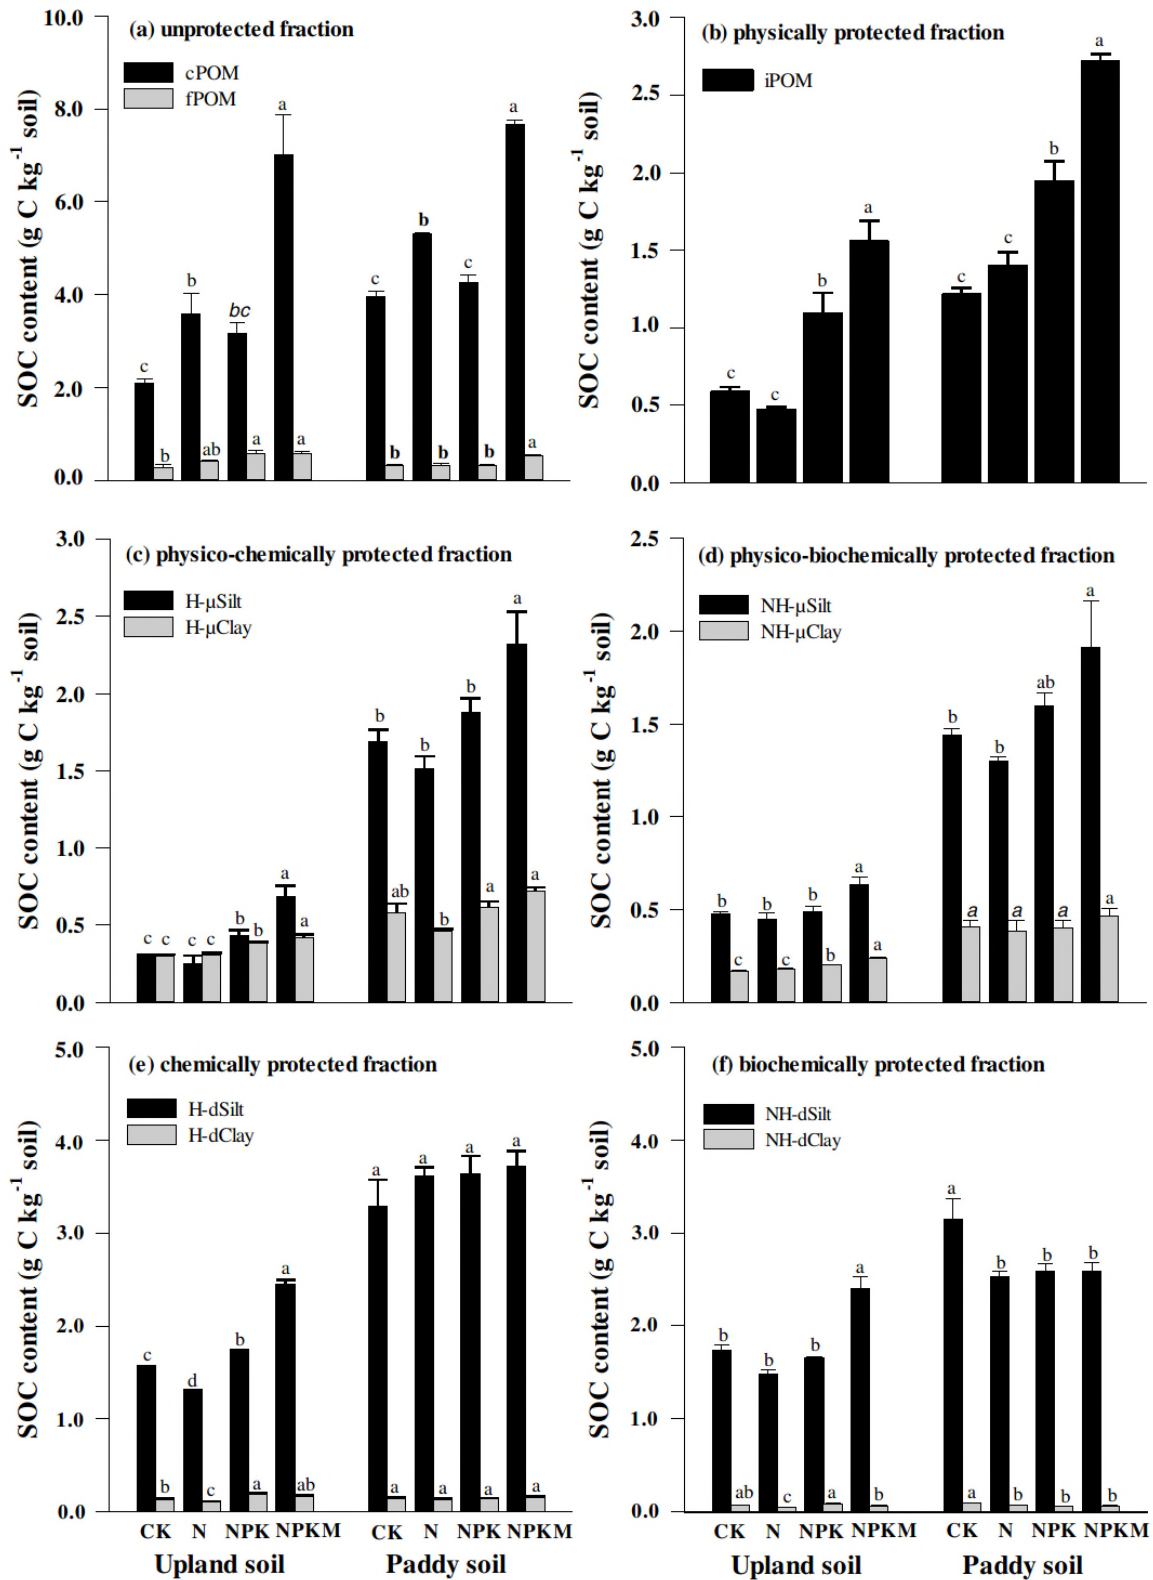 (a) unprotected fraction
cPOM
fPOM
SOC content (g C kg-1 soil)
10.0
8.0
6.0
4.0
2.0
0.0
c b b ab bc a a a
c b b b c b a a
(b) physically protected fraction
iPOM
SOC content (g C kg-1 soil)
3.0
2.5
2.0
1.5
1.0
0.5
0.0
c c b a
c c b a
(c) physico-chemically protected fraction
H-µSilt
H-µClay
SOC content (g C kg-1 soil)
3.0
2.5
2.0
1.5
1.0
0.5
0.0
c c c c b b a a
b ab b b b a a a
(d) physico-biochemically protected fraction
NH-µSilt
NH-µClay
SOC content (g C kg-1 soil)
2.5
2.0
1.5
1.0
0.5
0.0
b c b c b b a a
b a b a ab a a a
(e) chemically protected fraction
H-dSilt
H-dClay
SOC content (g C kg-1 soil)
5.0
4.0
3.0
2.0
1.0
0.0
c b d c b a a ab
a a a a a a a a
CK N NPK NPKM CK N NPK NPKM
Upland soil Paddy soil
(f) biochemically protected fraction
NH-dSilt
NH-dClay
SOC content (g C kg-1 soil)
5.0
4.0
3.0
2.0
1.0
0.0
b ab b c b a a b
a a b b b b b b
CK N NPK NPKM CK N NPK NPKM
Upland soil Paddy soil